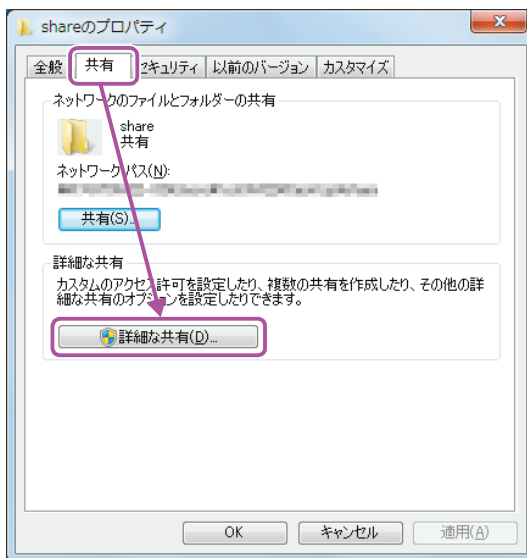 shareのプロパティ
全般
共有
セキュリティ
以前のバージョン
カスタマイズ
ネットワークのファイルとフォルダーの共有
share
共有
ネットワークパス(N):
共有(S)...
詳細な共有
カスタムのアクセス許可を設定したり、複数の共有を作成したり、その他の詳
細な共有のオプションを設定したりできます。
詳細な共有(D)...
OK
キャンセル
適用(A)